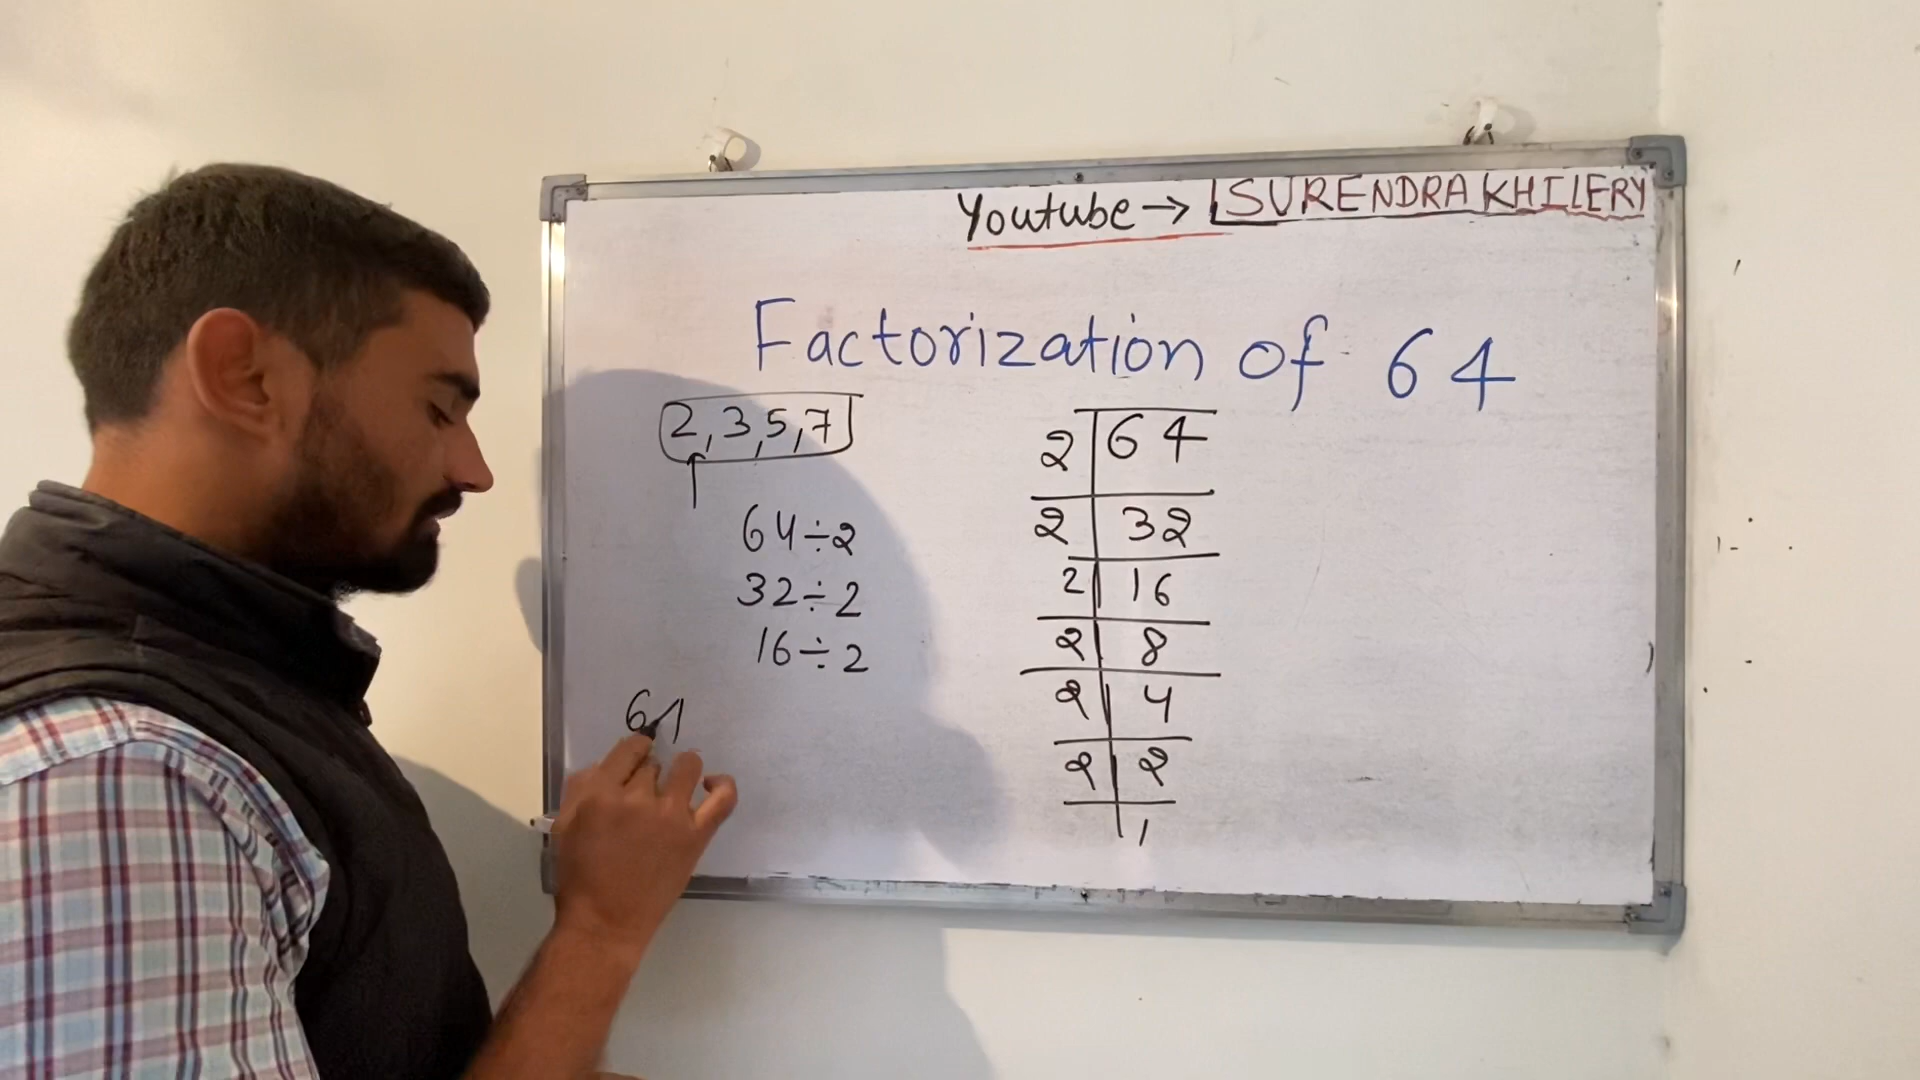 Youtube → SURENDRA KHILERY
Factorization of 64
2,3,5,7
↑
64÷2
32÷2
16÷2
64
2 | 64
2 | 32
2 | 16
2 | 8
2 | 4
2 | 2
| 1